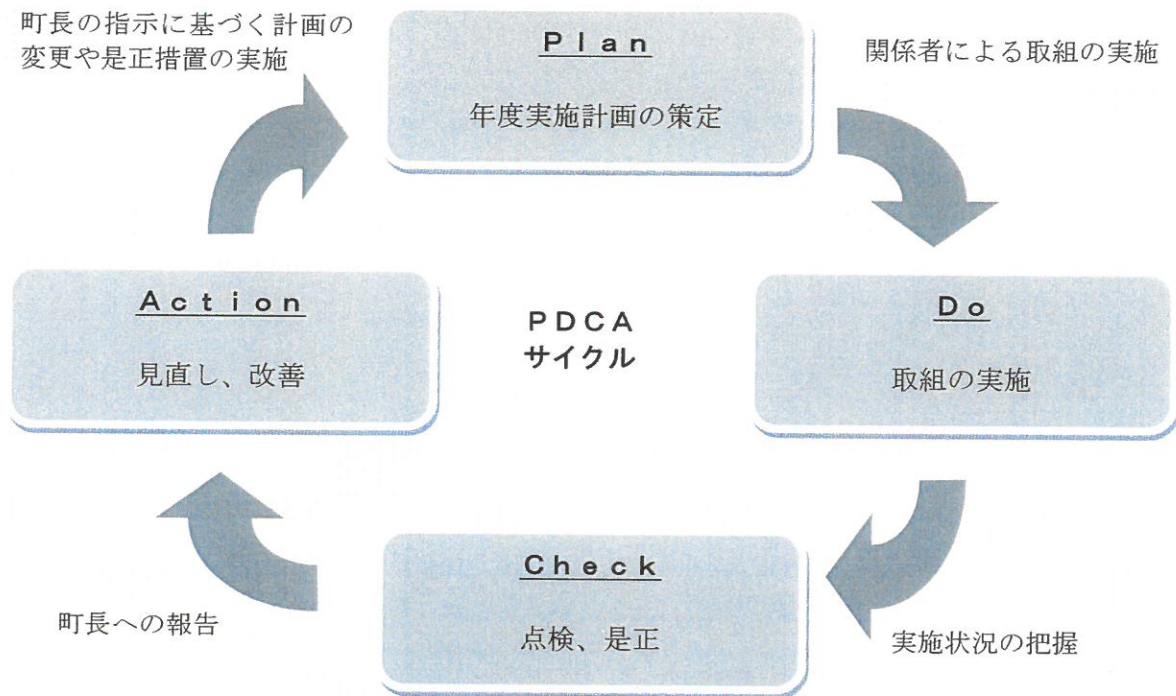 町長の指示に基づく計画の
変更や是正措置の実施
Plan
年度実施計画の策定
関係者による取組の実施
Action
見直し、改善
PDCA
サイクル
Do
取組の実施
Check
点検、是正
町長への報告
実施状況の把握